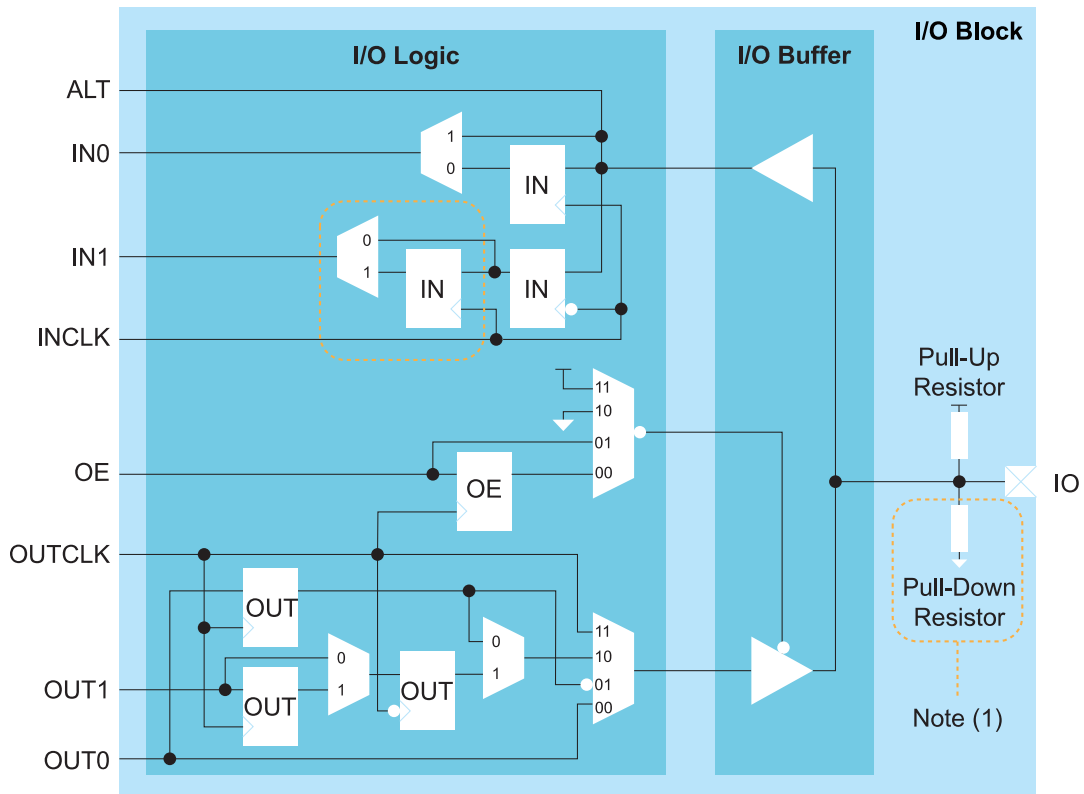 I/O Block
I/O Logic
I/O Buffer
ALT
1
IN0
0
IN
0
IN1
1
IN
IN
INCLK
Pull-Up
Resistor
11
10
01
OE
00
OE
IO
OUTCLK
OUT
Pull-Down
Resistor
11
0
10
0
1
01
OUT1
1
OUT
OUT
00
Note (1)
OUT0